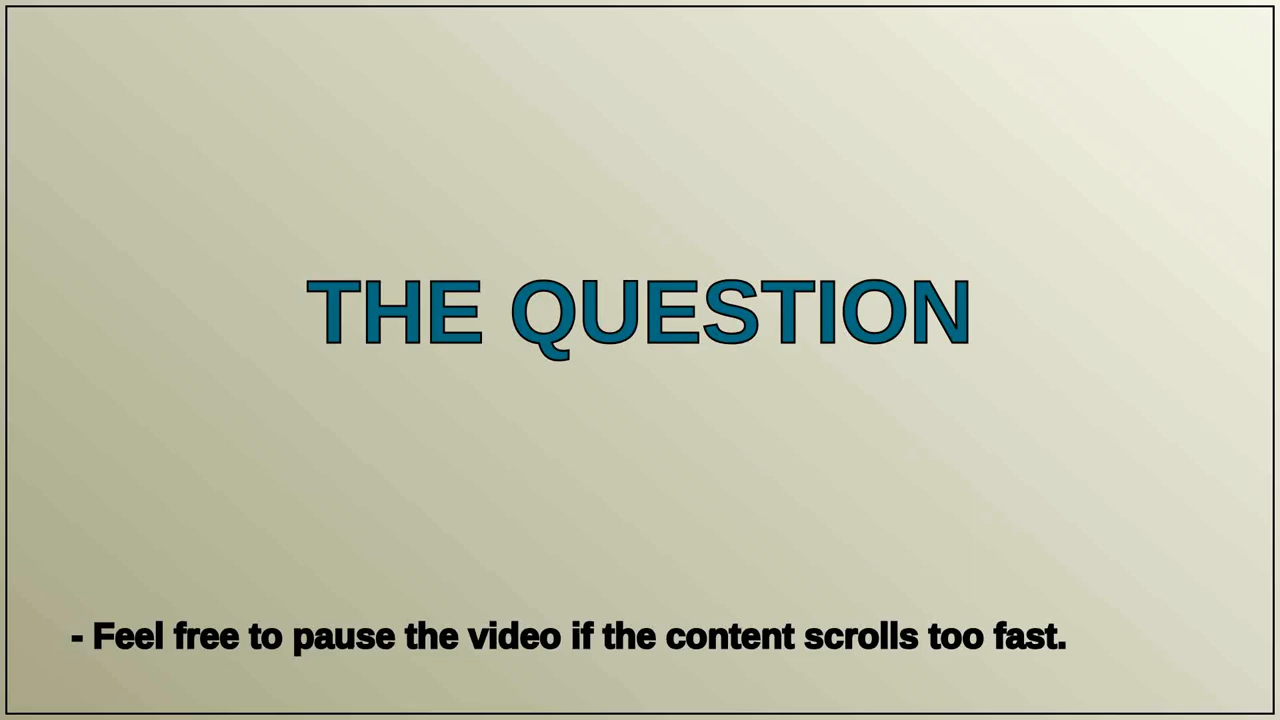 THE QUESTION
- Feel free to pause the video if the content scrolls too fast.